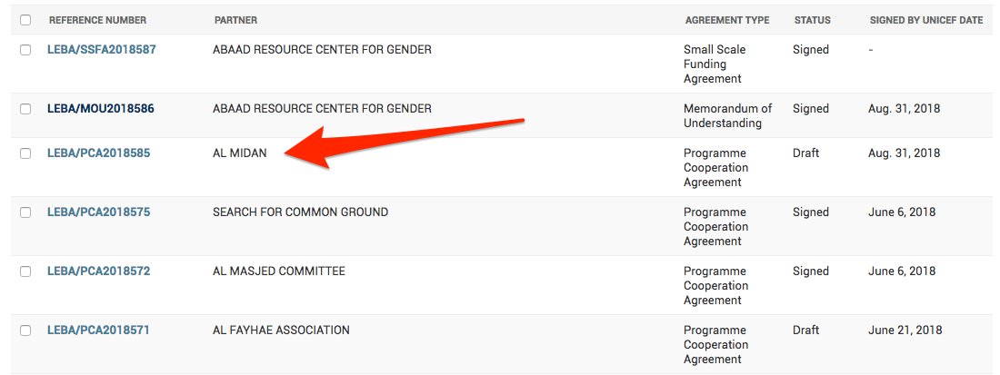 REFERENCE NUMBER PARTNER AGREEMENT TYPE STATUS SIGNED BY UNICEF DATE
LEBA/SSFA2018587 ABAAD RESOURCE CENTER FOR GENDER Small Scale Signed -
Funding
Agreement
LEBA/MOU2018586 ABAAD RESOURCE CENTER FOR GENDER Memorandum of Signed Aug. 31, 2018
Understanding
LEBA/PCA2018585 AL MIDAN Programme Draft Aug. 31, 2018
Cooperation
Agreement
LEBA/PCA2018575 SEARCH FOR COMMON GROUND Programme Signed June 6, 2018
Cooperation
Agreement
LEBA/PCA2018572 AL MASJED COMMITTEE Programme Signed June 6, 2018
Cooperation
Agreement
LEBA/PCA2018571 AL FAYHAE ASSOCIATION Programme Draft June 21, 2018
Cooperation
Agreement